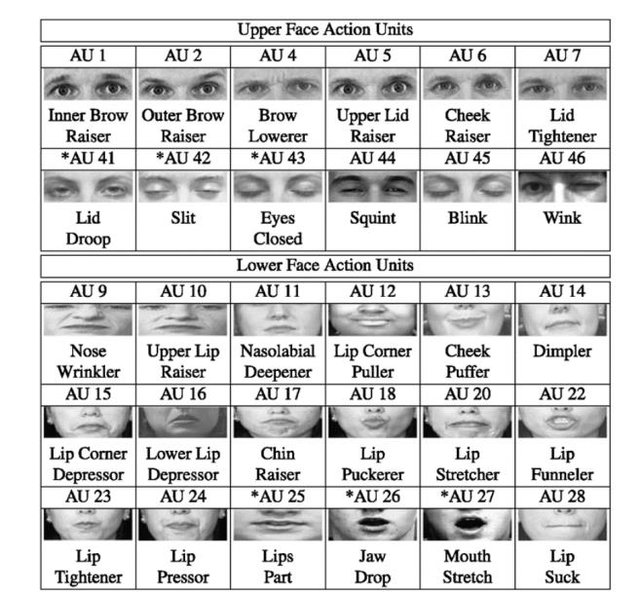 Upper Face Action Units
AU 1 AU 2 AU 4 AU 5 AU 6 AU 7
Inner Brow Outer Brow Brow Upper Lid Cheek Lid
Raiser Raiser Lowerer Raiser Raiser Tightener
*AU 41 *AU 42 *AU 43 AU 44 AU 45 AU 46
Lid Slit Eyes Squint Blink Wink
Droop Closed
Lower Face Action Units
AU 9 AU 10 AU 11 AU 12 AU 13 AU 14
Nose Upper Lip Nasolabial Lip Corner Cheek Dimpler
Wrinkler Raiser Deepener Puller Puffer
AU 15 AU 16 AU 17 AU 18 AU 20 AU 22
Lip Corner Lower Lip Chin Lip Lip Lip
Depressor Depressor Raiser Puckerer Stretcher Funneler
AU 23 AU 24 *AU 25 *AU 26 *AU 27 AU 28
Lip Lip Lips Jaw Mouth Lip
Tightener Pressor Part Drop Stretch Suck